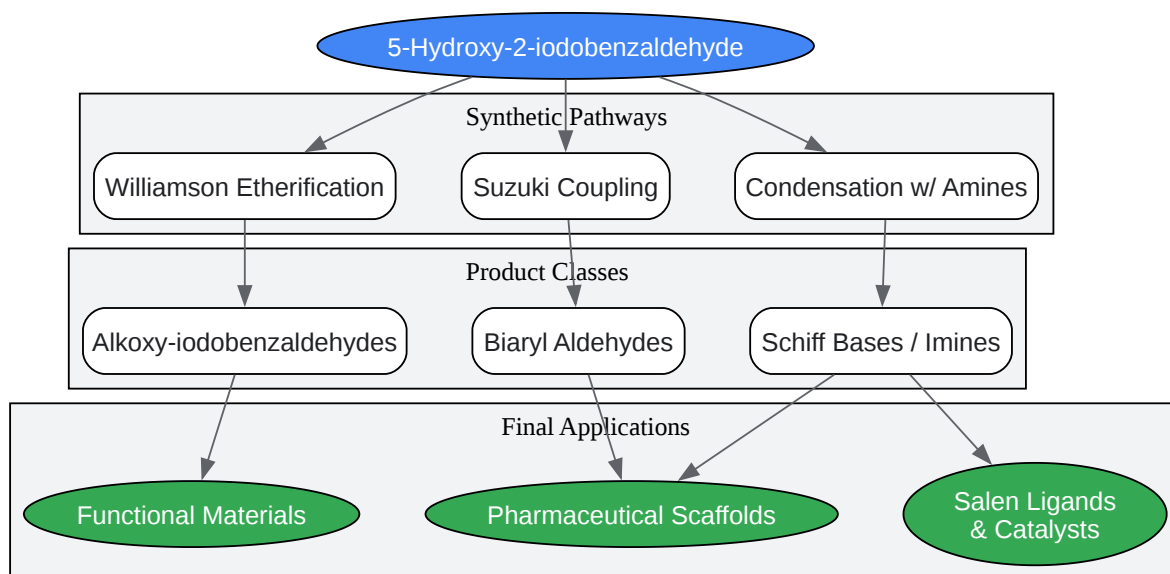 5-Hydroxy-2-iodobenzaldehyde
Synthetic Pathways
Williamson Etherification
Suzuki Coupling
Condensation w/ Amines
Product Classes
Alkoxy-iodobenzaldehydes
Biaryl Aldehydes
Schiff Bases / Imines
Final Applications
Functional Materials
Pharmaceutical Scaffolds
Salen Ligands
& Catalysts